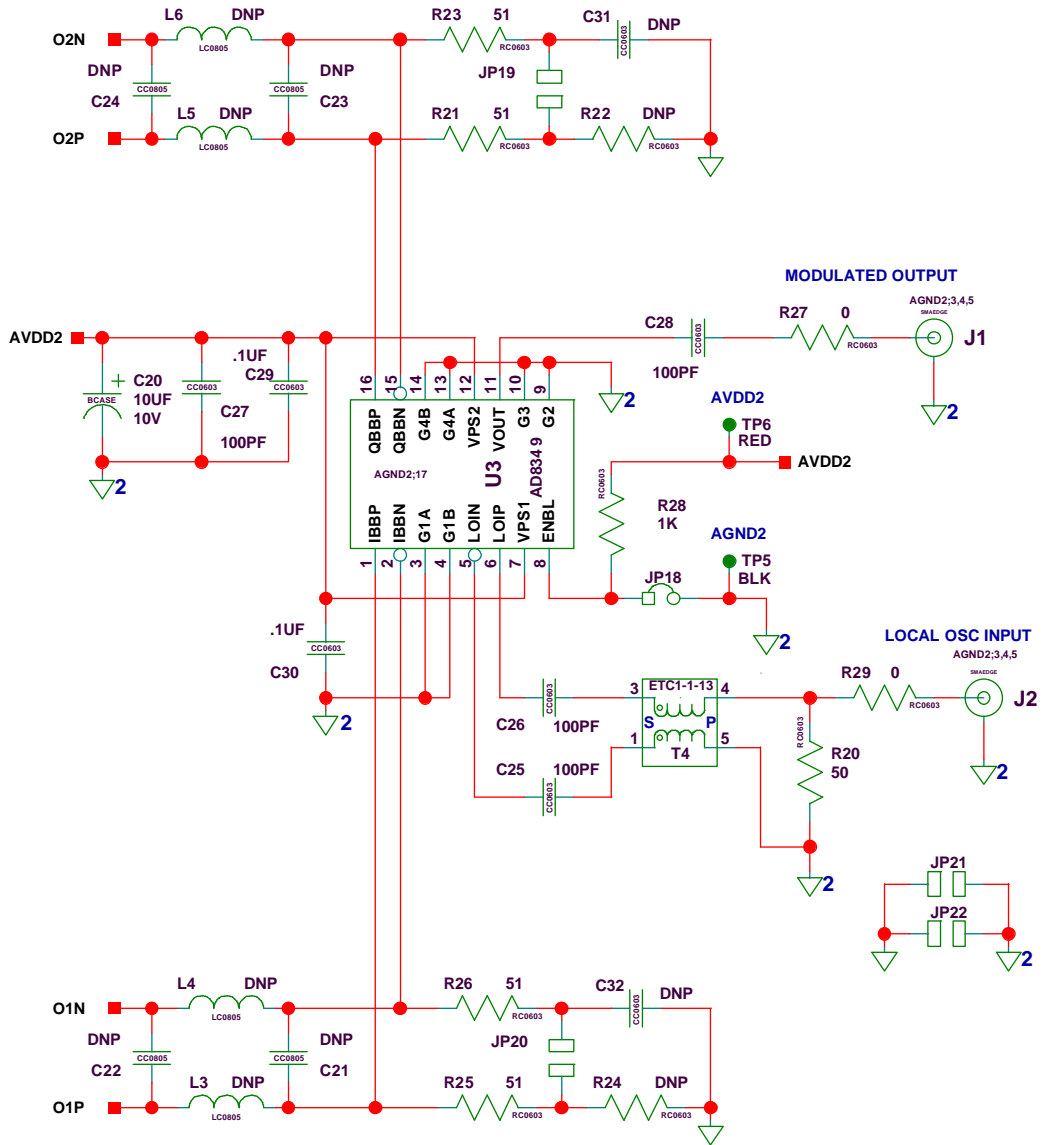 L6 DNP
LC0805
O2N
R23 51
RC0603
C31
DNP
CC0603
DNP
CC0805
C24
DNP
CC0805
C23
JP19
L5 DNP
LC0805
O2P
R21 51
RC0603
R22 DNP
RC0603
MODULATED OUTPUT
AGND2;3,4,5
SMAEDGE
J1
R27 0
RC0603
C28
CC0603
100PF
2
AVDD2
+
C20
10UF
10V
BCASE
CC0603
C27
100PF
.1UF
C29
CC0603
2
16 15 14 13 12 11 10 9
QBBP QBBN G4B G4A VPS2 VOUT G3 G2
AGND2;17
U3
AD8349
IBBP IBBN G1A G1B LOIN LOIP VPS1 ENBL
1 2 3 4 5 6 7 8
2
AVDD2
TP6
RED
AVDD2
RC0603
R28
1K
AGND2
TP5
BLK
JP18
2
.1UF
CC0603
C30
2
LOCAL OSC INPUT
AGND2;3,4,5
SMAEDGE
J2
R29 0
RC0603
2
C26
CC0603
100PF
C25
CC0603
100PF
3 ETC1-1-13 4
S P
1 T4 5
RC0603
R20
50
2
JP21
JP22
2
L4 DNP
LC0805
O1N
R26 51
RC0603
C32
DNP
CC0603
DNP
CC0805
C22
DNP
CC0805
C21
JP20
L3 DNP
LC0805
O1P
R25 51
RC0603
R24 DNP
RC0603